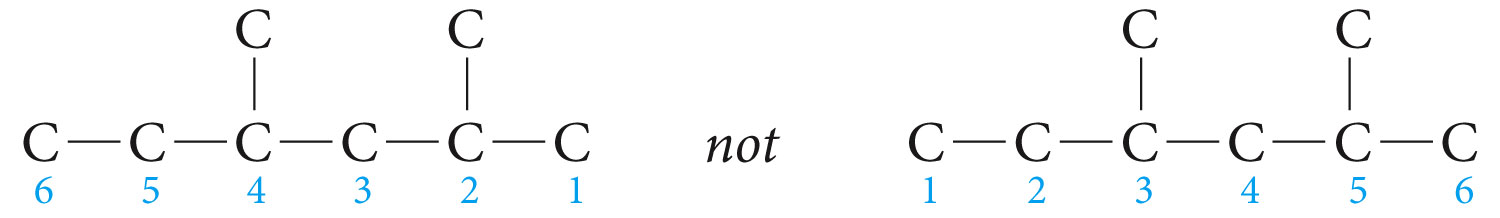 C C C C
C — C — C — C — C — C not C — C — C — C — C — C
6 5 4 3 2 1 1 2 3 4 5 6